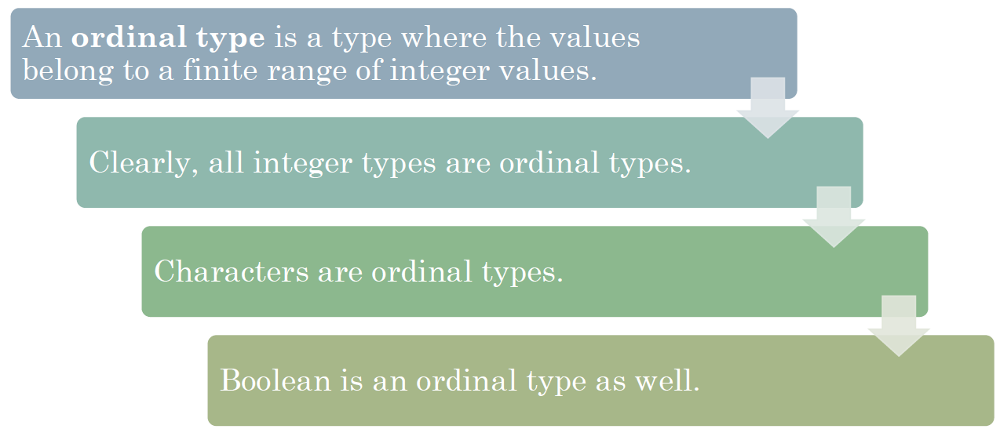 An ordinal type is a type where the values
belong to a finite range of integer values.
Clearly, all integer types are ordinal types.
Characters are ordinal types.
Boolean is an ordinal type as well.